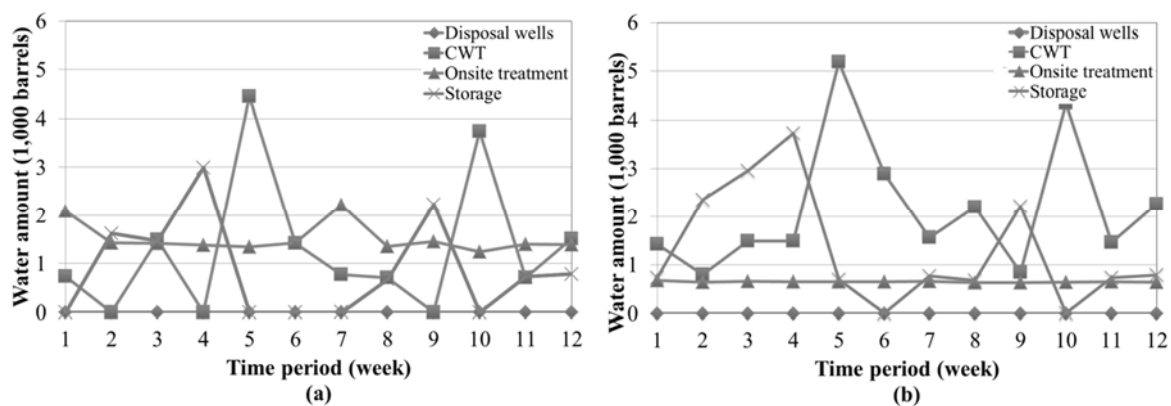 6
5
4
3
2
1
0
Water amount (1,000 barrels)
Disposal wells
CWT
Onsite treatment
Storage
1 2 3 4 5 6 7 8 9 10 11 12
Time period (week)
(a)
6
5
4
3
2
1
0
Water amount (1,000 barrels)
Disposal wells
CWT
Onsite treatment
Storage
1 2 3 4 5 6 7 8 9 10 11 12
Time period (week)
(b)